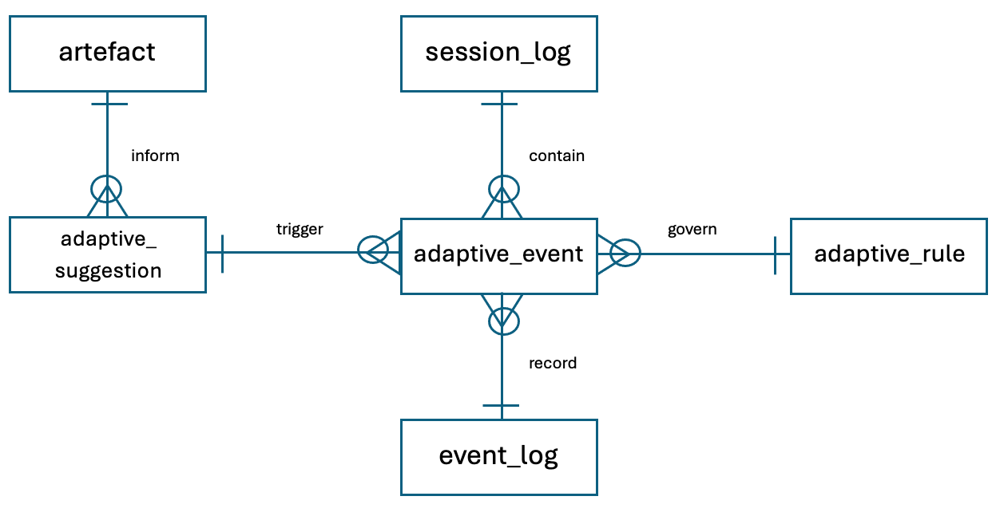 artefact
session_log
inform
contain
adaptive_
suggestion
trigger
adaptive_event
govern
adaptive_rule
record
event_log